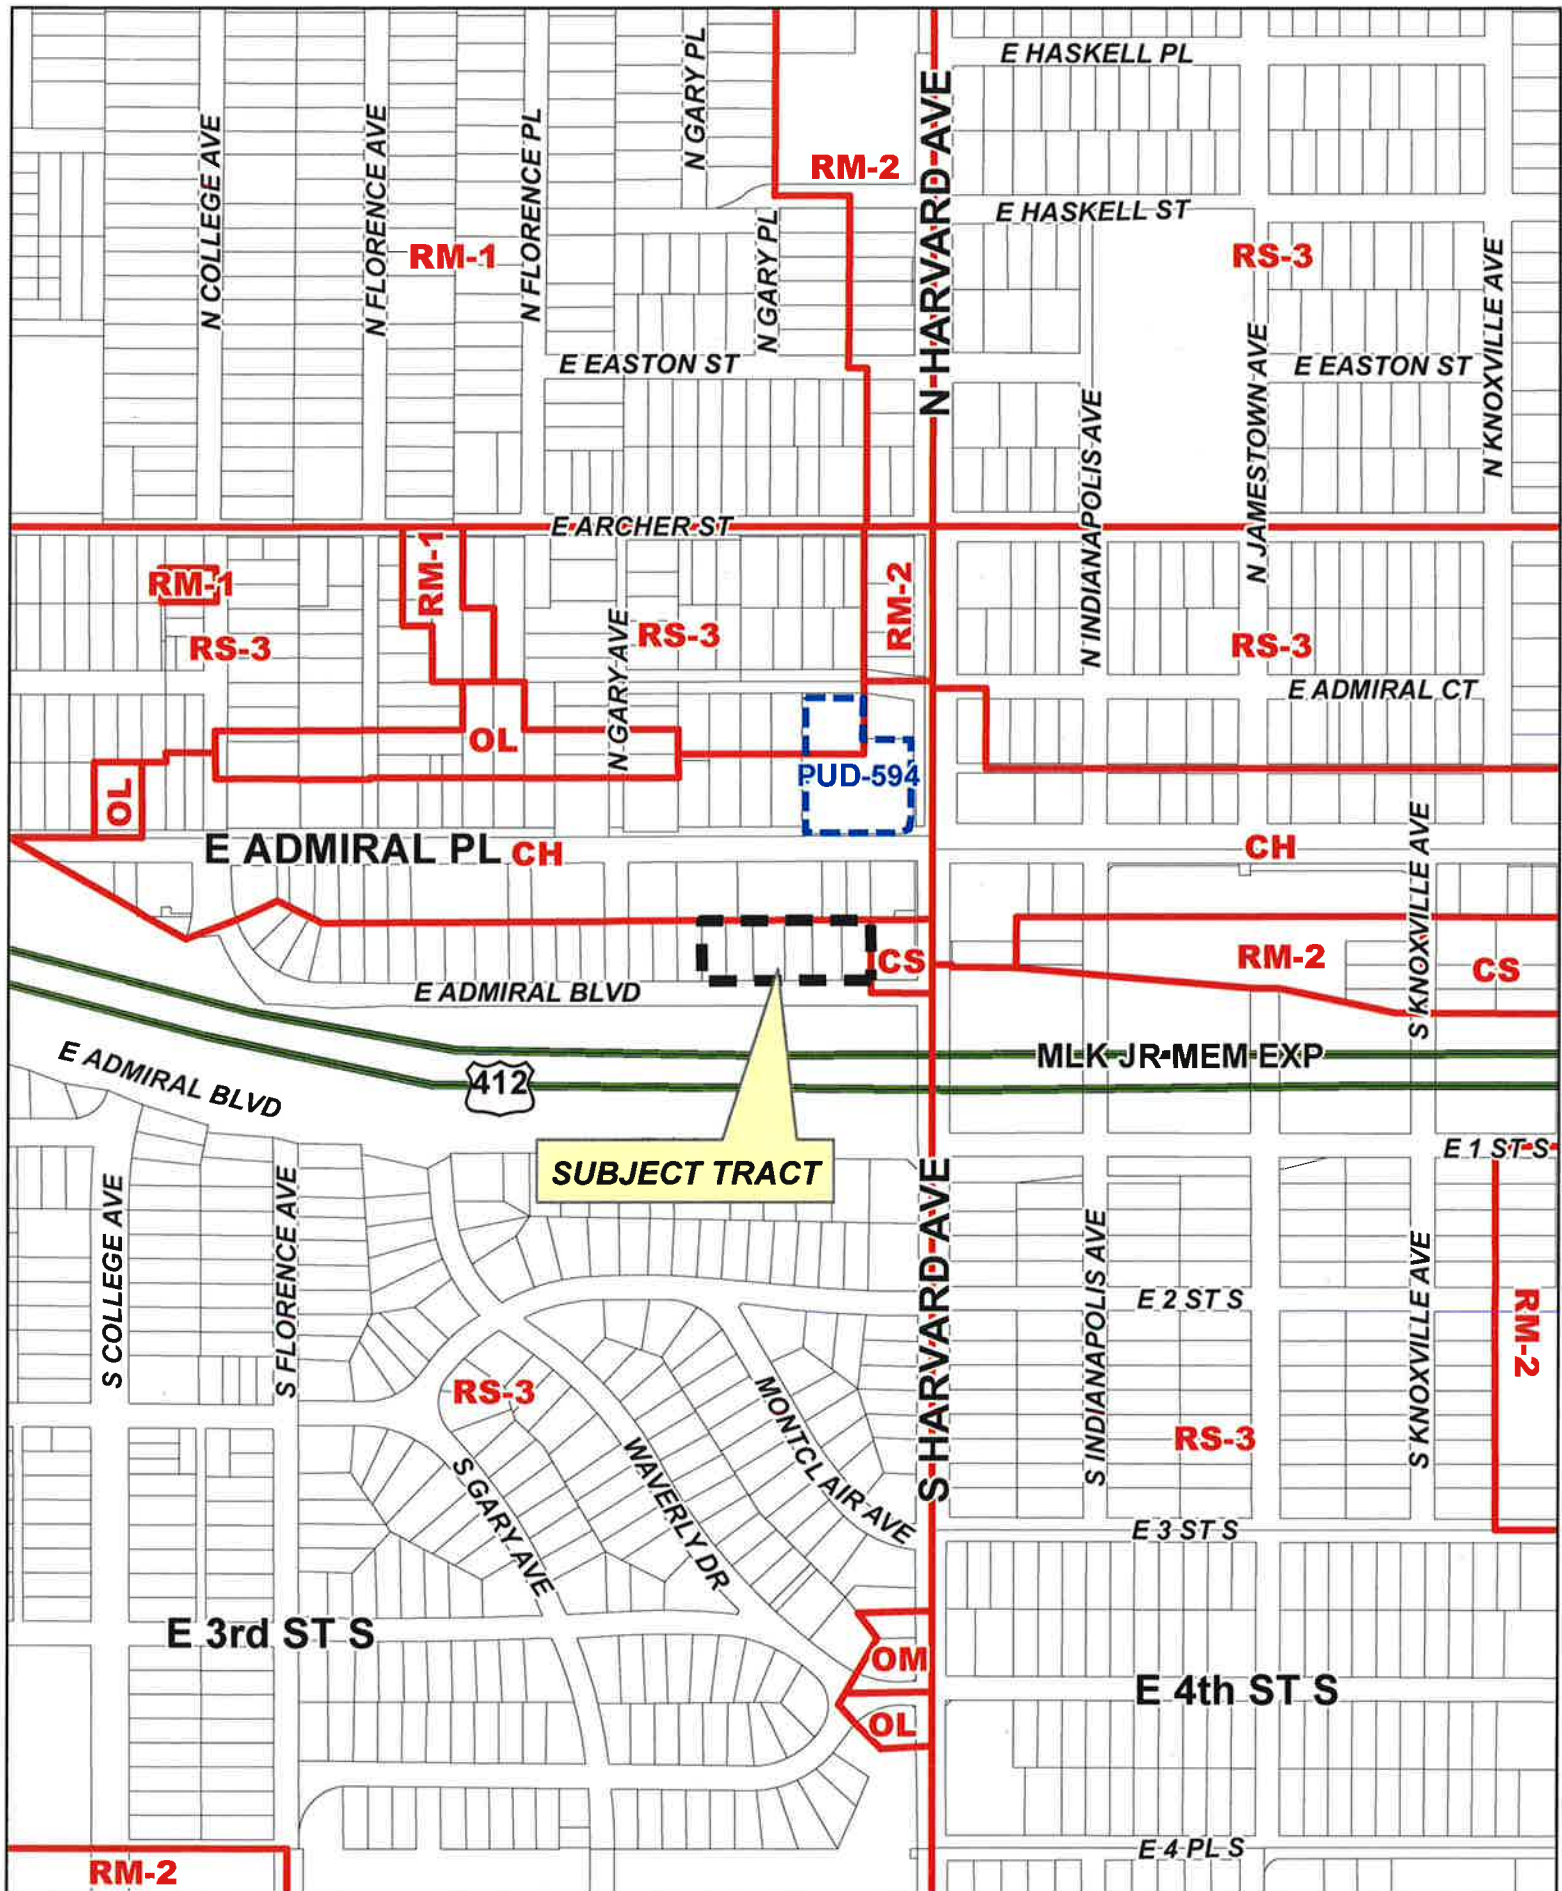 E HASKELL PL
N GARY PL
N HARVARD AVE
N COLLEGE AVE
N FLORENCE AVE
N FLORENCE PL
RM-2
E HASKELL ST
N GARY PL
RM-1
RS-3
N KNOXVILLE AVE
E EASTON ST
E EASTON ST
N INDIANAPOLIS AVE
N JAMESTOWN AVE
E ARCHER ST
RM-1
RM-1
RM-2
RS-3
N GARY AVE
RS-3
RS-3
E ADMIRAL CT
OL
PUD-594
OL
E ADMIRAL PL
CH
CH
S KNOXVILLE AVE
CS
RM-2
CS
E ADMIRAL BLVD
E ADMIRAL BLVD
412
MLK JR MEM EXP
SUBJECT TRACT
E 1 ST S
S COLLEGE AVE
S FLORENCE AVE
S HARVARD AVE
S INDIANAPOLIS AVE
S KNOXVILLE AVE
E 2 ST S
RM-2
RS-3
MONTCLAIR AVE
RS-3
S GARY AVE
WAVERLY DR
E 3 ST S
E 3rd ST S
OM
E 4th ST S
OL
E 4 PL S
RM-2